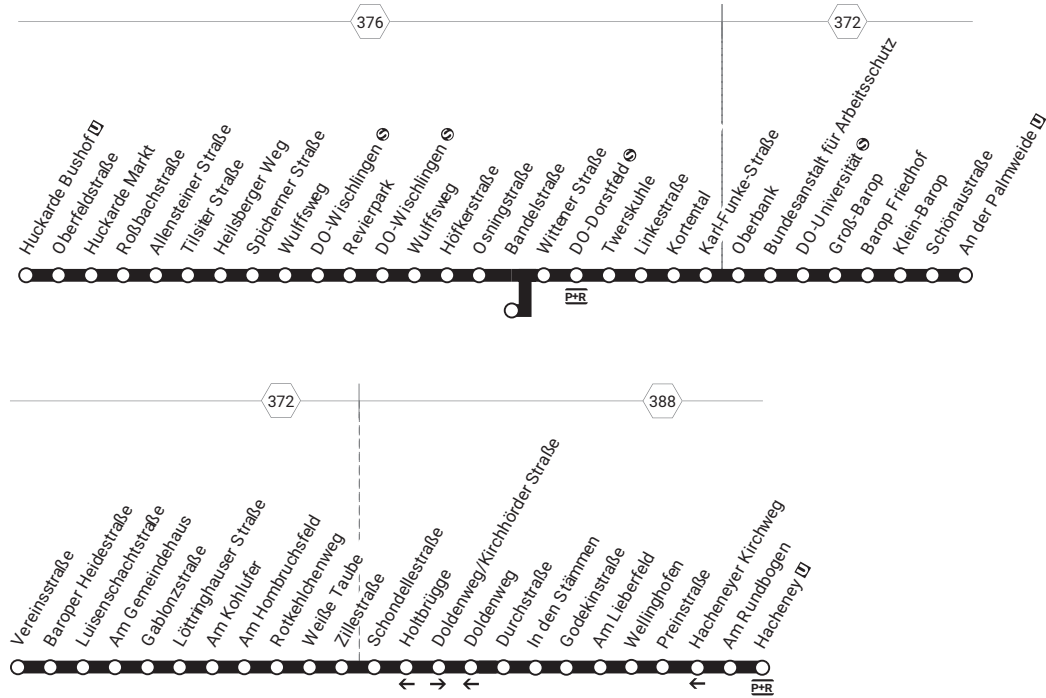 376
372
Huckarde Bushof U
Oberfeldstraße
Huckarde Markt
Roßbachstraße
Allensteiner Straße
Tilsiter Straße
Heilsberger Weg
Spicherner Straße
Wulffsweg
DO-Wischlingen S
Revierpark
DO-Wischlingen S
Wulffsweg
Höfkerstraße
Osningstraße
Bandelstraße
Wittener Straße
DO-Dorstfeld S
Twerskuhle
Linkestraße
Kortental
Karl-Funke-Straße
Oberbank
Bundesanstalt für Arbeitsschutz
DO-Universität S
Groß-Barop
Barop Friedhof
Klein-Barop
Schönaustraße
An der Palmweide U
P+R
372
388
Vereinsstraße
Baroper Heidestraße
Luisenschachtstraße
Am Gemeindehaus
Gablonzstraße
Löttringhauser Straße
Am Kohlufer
Am Hombruchsfeld
Rotkehlchenweg
Weiße Taube
Zillestraße
Schondellestraße
Holtbrügge
Doldenweg/Kirchhörder Straße
Doldenweg
Durchstraße
In den Stämmen
Godekinstraße
Am Lieberfeld
Wellinghofen
Preinstraße
Hacheneyer Kirchweg
Am Rundbogen
Hacheney U
P+R